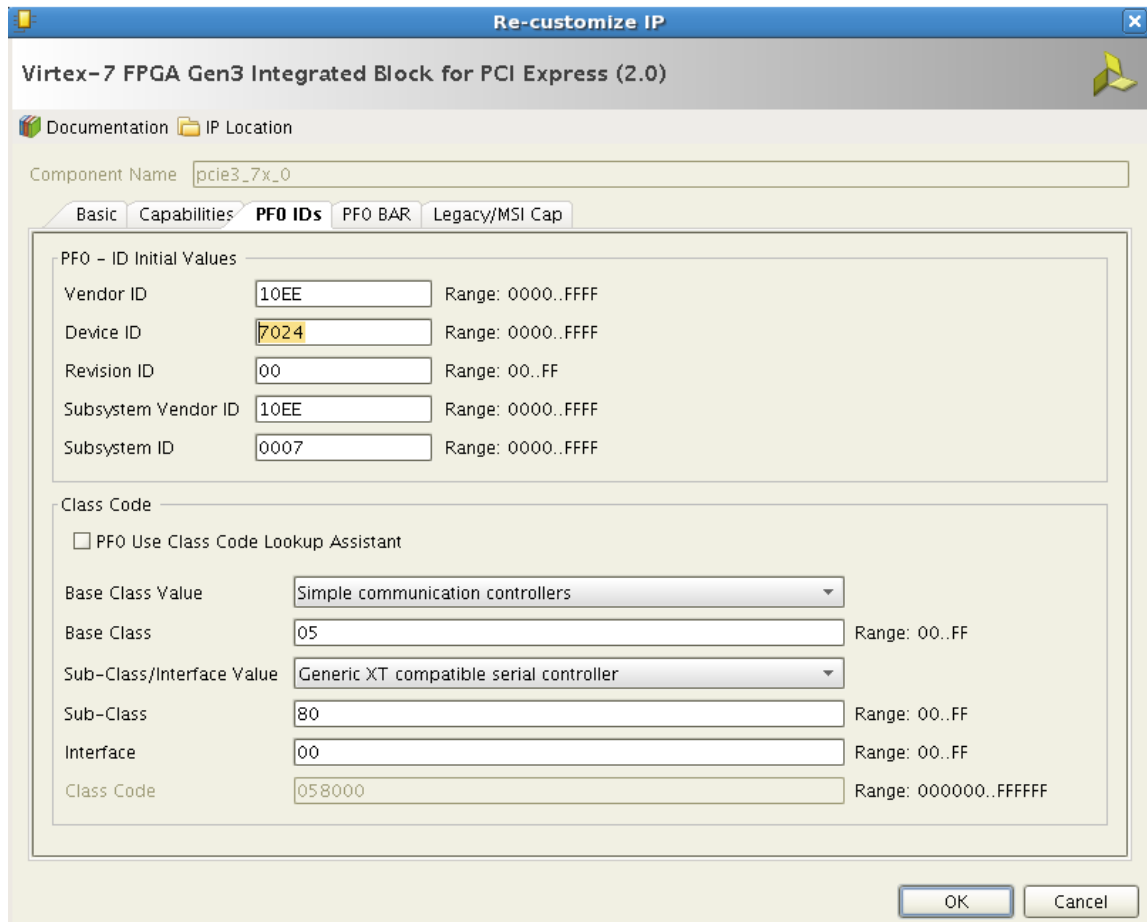 Re-customize IP
Virtex-7 FPGA Gen3 Integrated Block for PCI Express (2.0)
Documentation IP Location
Component Name pcie3_7x_0
Basic Capabilities PF0 IDs PF0 BAR Legacy/MSI Cap
PF0 - ID Initial Values
Vendor ID 10EE Range: 0000..FFFF
Device ID 7024 Range: 0000..FFFF
Revision ID 00 Range: 00..FF
Subsystem Vendor ID 10EE Range: 0000..FFFF
Subsystem ID 0007 Range: 0000..FFFF
Class Code
PF0 Use Class Code Lookup Assistant
Base Class Value Simple communication controllers
Base Class 05 Range: 00..FF
Sub-Class/Interface Value Generic XT compatible serial controller
Sub-Class 80 Range: 00..FF
Interface 00 Range: 00..FF
Class Code 058000 Range: 000000..FFFFFF
OK Cancel